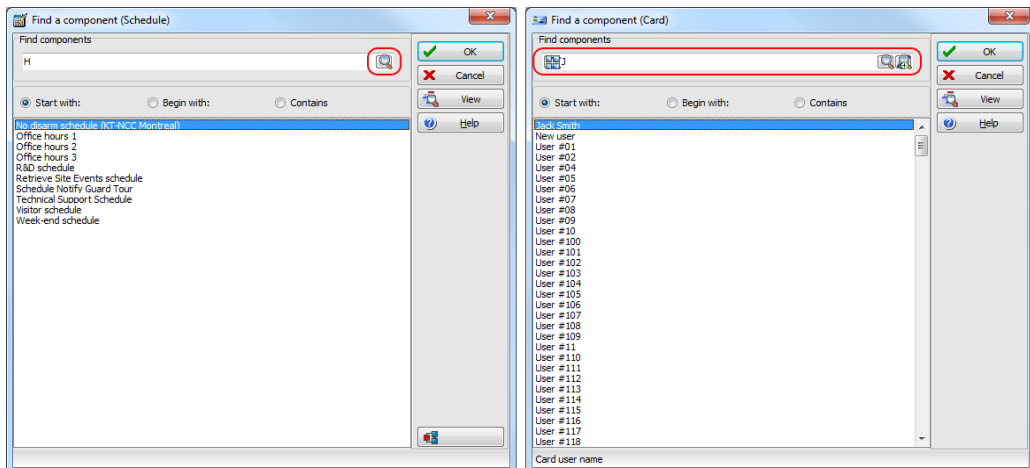 Find a component (Schedule)
Find components
H
Start with:
Begin with:
Contains
No disarm schedule (KT-NCC Montreal)
Office hours 1
Office hours 2
Office hours 3
R&D schedule
Retrieve Site Events schedule
Schedule Notify Guard Tour
Technical Support Schedule
Visitor schedule
Week-end schedule
OK
Cancel
View
Help
Find a component (Card)
Find components
J
Start with:
Begin with:
Contains
Jack Smith
New user
User #01
User #02
User #04
User #05
User #06
User #07
User #08
User #09
User #10
User #100
User #101
User #102
User #103
User #104
User #105
User #106
User #107
User #108
User #109
User #11
User #110
User #111
User #112
User #113
User #114
User #115
User #116
User #117
User #118
Card user name
OK
Cancel
View
Help